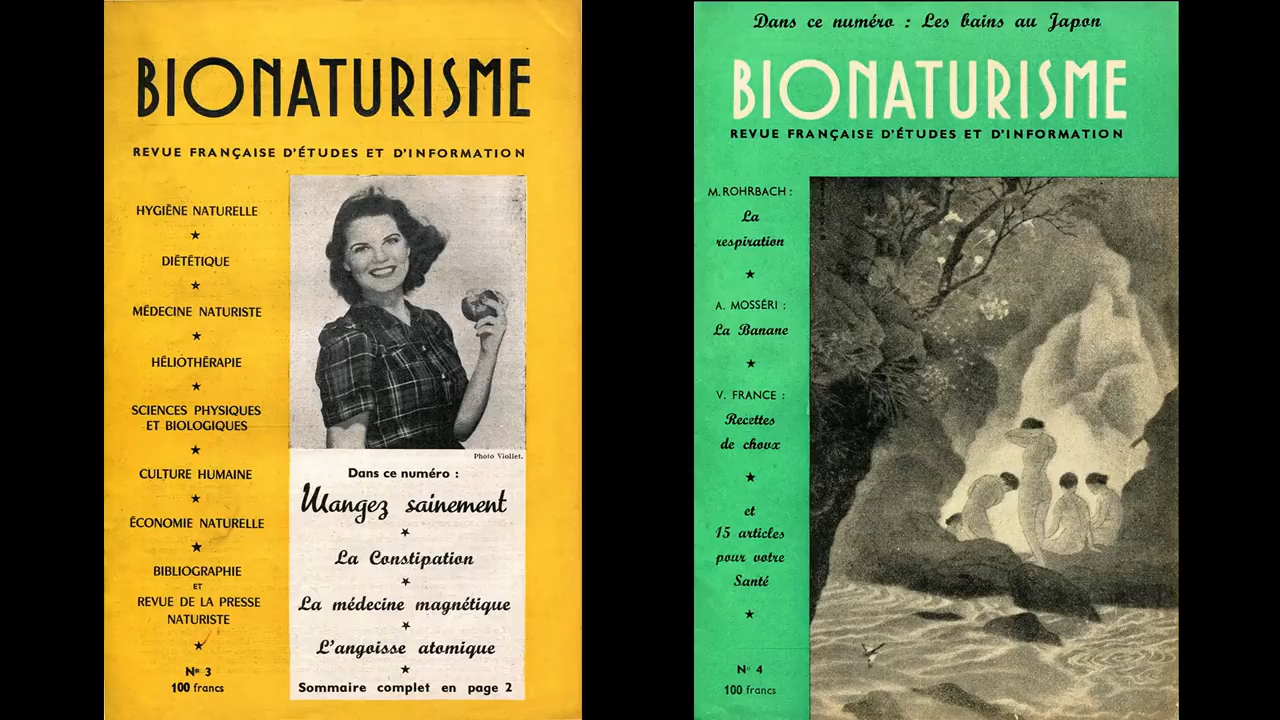 BIONATURISME
REVUE FRANÇAISE D'ÉTUDES ET D'INFORMATION
HYGIÈNE NATURELLE
★
DIÉTÉTIQUE
★
MÉDECINE NATURISTE
★
HÉLIOTHÉRAPIE
★
SCIENCES PHYSIQUES
ET BIOLOGIQUES
★
CULTURE HUMAINE
★
ÉCONOMIE NATURELLE
★
BIBLIOGRAPHIE
ET
REVUE DE LA PRESSE
NATURISTE
★
No 3
100 francs
Photo Viollet.
Dans ce numéro :
Mangez sainement
★
La Constipation
★
La médecine magnétique
★
L'angoisse atomique
★
Sommaire complet en page 2
Dans ce numéro : Les bains au Japon
BIONATURISME
REVUE FRANÇAISE D'ÉTUDES ET D'INFORMATION
M. ROHRBACH :
La
respiration
★
A. MOSSÉRI :
La Banane
★
V. FRANCE :
Recettes
de choux
★
et
15 articles
pour votre
Santé
★
No 4
100 francs